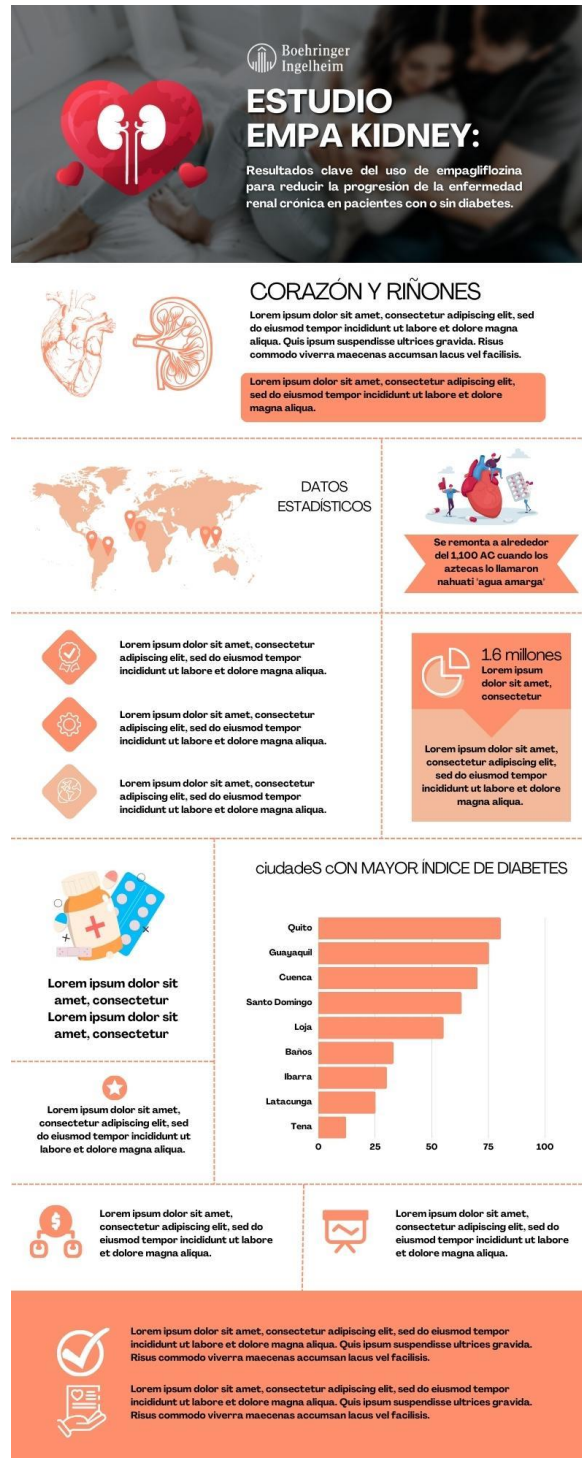 Boehringer
Ingelheim
ESTUDIO
EMPA KIDNEY:
Resultados clave del uso de empagliflozina
para reducir la progresión de la enfermedad
renal crónica en pacientes con o sin diabetes.
CORAZÓN Y RIÑONES
Lorem ipsum dolor sit amet, consectetur adipiscing elit, sed
do eiusmod tempor incididunt ut labore et dolore magna
aliqua. Quis ipsum suspendisse ultrices gravida. Risus
commodo viverra maecenas accumsan lacus vel facilisis.
Lorem ipsum dolor sit amet, consectetur adipiscing elit,
sed do eiusmod tempor incididunt ut labore et dolore
magna aliqua.
DATOS
ESTADÍSTICOS
Se remonta a alrededor
del 1,100 AC cuando los
aztecas lo llamaron
nahuati 'agua amarga'
Lorem ipsum dolor sit amet, consectetur
adipiscing elit, sed do eiusmod tempor
incididunt ut labore et dolore magna aliqua.
Lorem ipsum dolor sit amet, consectetur
adipiscing elit, sed do eiusmod tempor
incididunt ut labore et dolore magna aliqua.
Lorem ipsum dolor sit amet, consectetur
adipiscing elit, sed do eiusmod tempor
incididunt ut labore et dolore magna aliqua.
1.6 millones
Lorem ipsum
dolor sit amet,
consectetur
Lorem ipsum dolor sit amet,
consectetur adipiscing elit,
sed do eiusmod tempor
incididunt ut labore et dolore
magna aliqua.
Lorem ipsum dolor sit
amet, consectetur
Lorem ipsum dolor sit
amet, consectetur
Lorem ipsum dolor sit amet,
consectetur adipiscing elit, sed
do eiusmod tempor incididunt ut
labore et dolore magna aliqua.
ciudadeS cON MAYOR ÍNDICE DE DIABETES
Quito
Guayaquil
Cuenca
Santo Domingo
Loja
Baños
Ibarra
Latacunga
Tena
0 25 50 75 100
Lorem ipsum dolor sit amet,
consectetur adipiscing elit, sed do
eiusmod tempor incididunt ut labore
et dolore magna aliqua.
Lorem ipsum dolor sit amet,
consectetur adipiscing elit, sed do
eiusmod tempor incididunt ut labore
et dolore magna aliqua.
Lorem ipsum dolor sit amet, consectetur adipiscing elit, sed do eiusmod tempor
incididunt ut labore et dolore magna aliqua. Quis ipsum suspendisse ultrices gravida.
Risus commodo viverra maecenas accumsan lacus vel facilisis.
Lorem ipsum dolor sit amet, consectetur adipiscing elit, sed do eiusmod tempor
incididunt ut labore et dolore magna aliqua. Quis ipsum suspendisse ultrices gravida.
Risus commodo viverra maecenas accumsan lacus vel facilisis.